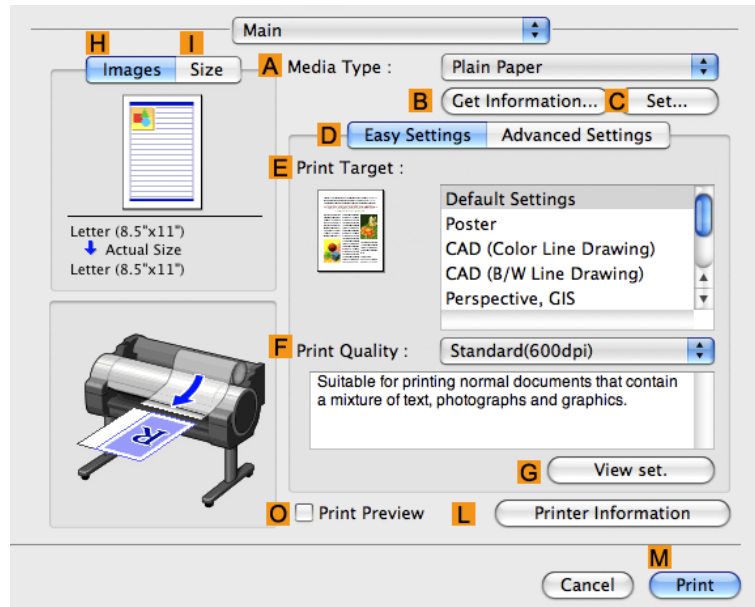 Main
H I
Images Size
A Media Type : Plain Paper
B Get Information... C Set...
D Easy Settings Advanced Settings
E Print Target :
Default Settings
Poster
CAD (Color Line Drawing)
CAD (B/W Line Drawing)
Perspective, GIS
Letter (8.5"x11")
Actual Size
Letter (8.5"x11")
F Print Quality : Standard(600dpi)
Suitable for printing normal documents that contain
a mixture of text, photographs and graphics.
R
G View set.
O Print Preview L Printer Information
M
Cancel Print